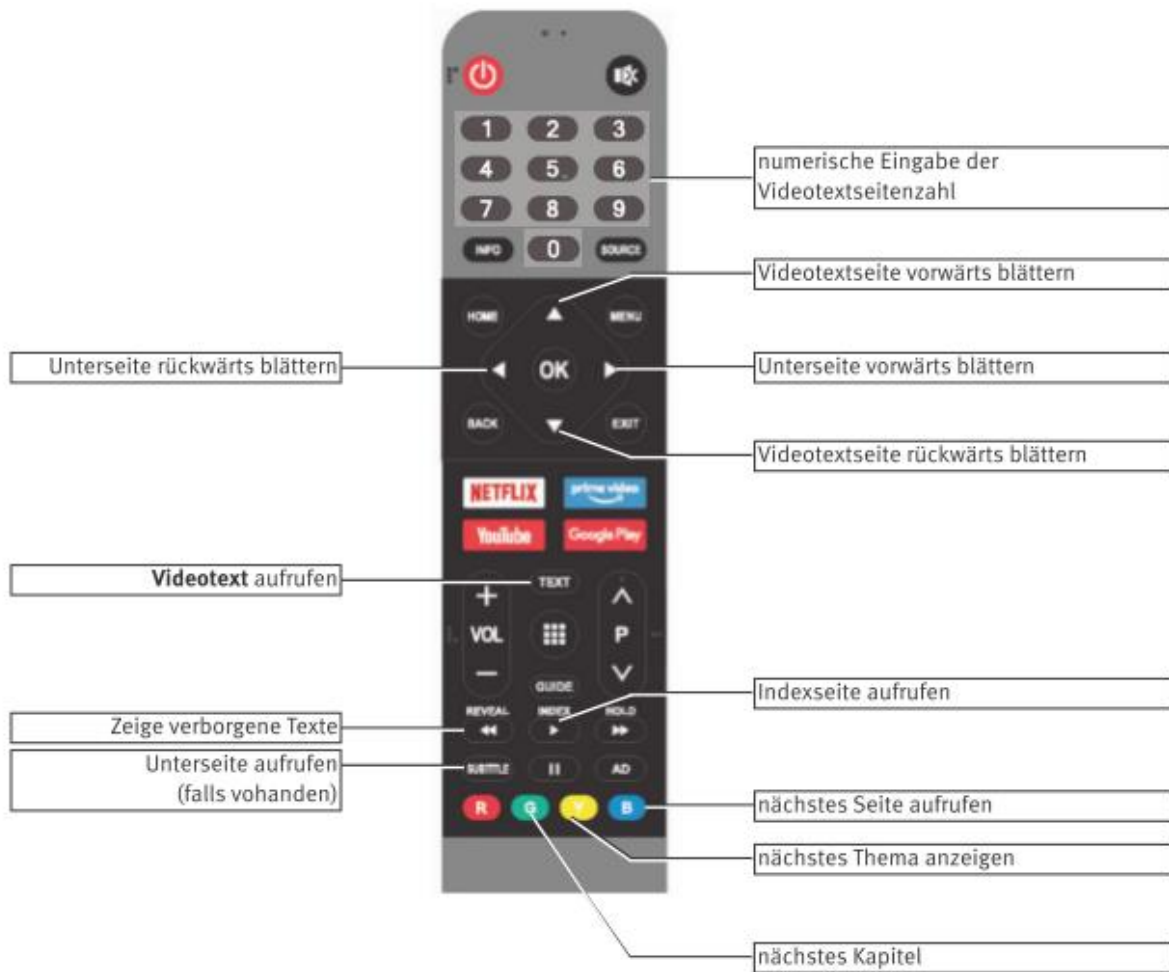 1 2 3
4 5 6
7 8 9
INFO 0 SOURCE
HOME MENU
OK
BACK EXIT
NETFLIX prime video
YouTube Google Play
TEXT
+
VOL P
−
GUIDE
REVEAL INDEX HOLD
SUBTITLE AD
R G Y B
Unterseite rückwärts blättern
Videotext aufrufen
Zeige verborgene Texte
Unterseite aufrufen
(falls vohanden)
numerische Eingabe der
Videotextseitenzahl
Videotextseite vorwärts blättern
Unterseite vorwärts blättern
Videotextseite rückwärts blättern
Indexseite aufrufen
nächstes Seite aufrufen
nächstes Thema anzeigen
nächstes Kapitel